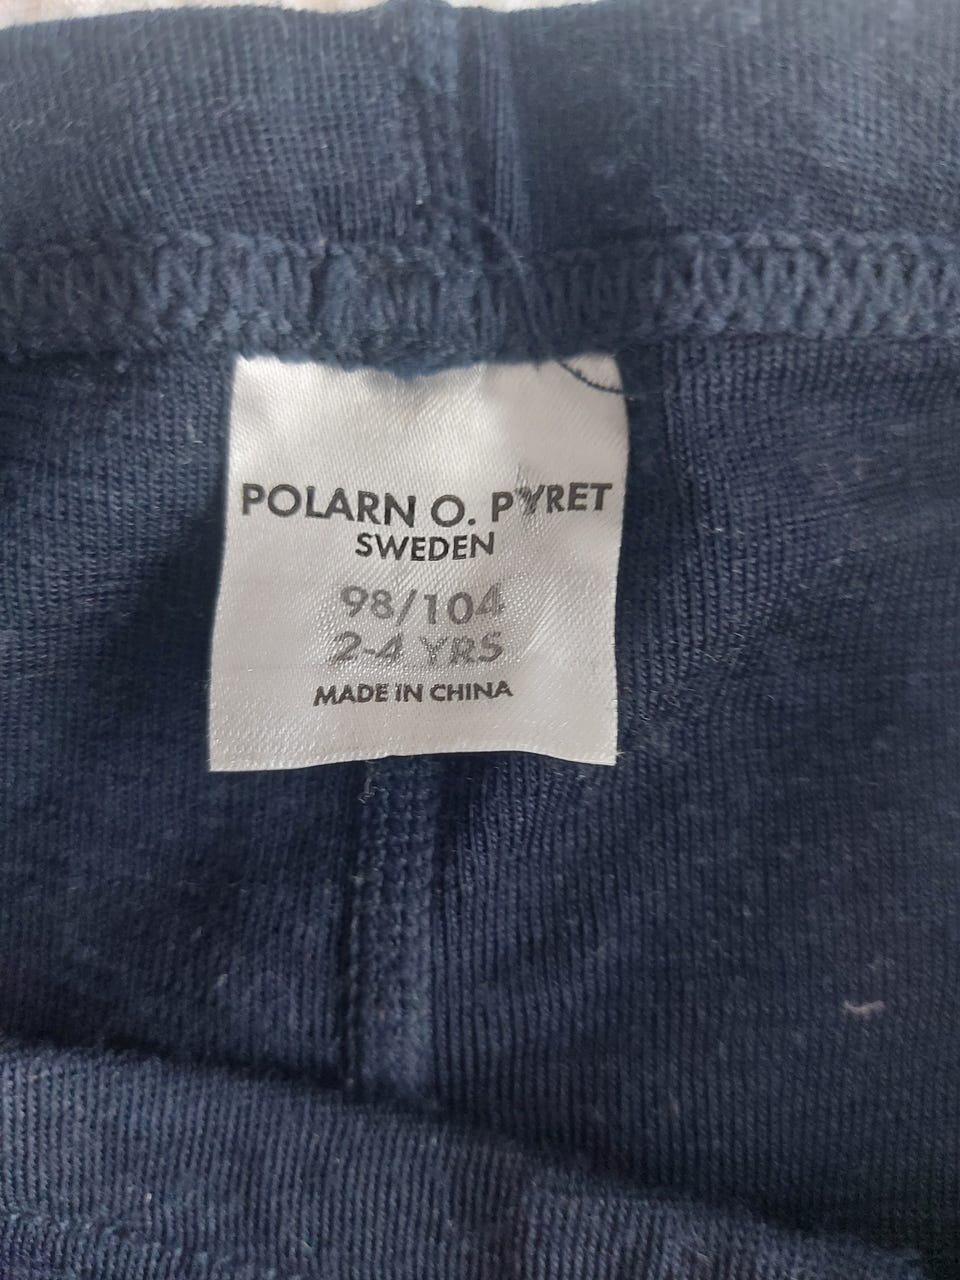 POLARN O. PYRET
SWEDEN
98/104
2-4 YRS
MADE IN CHINA